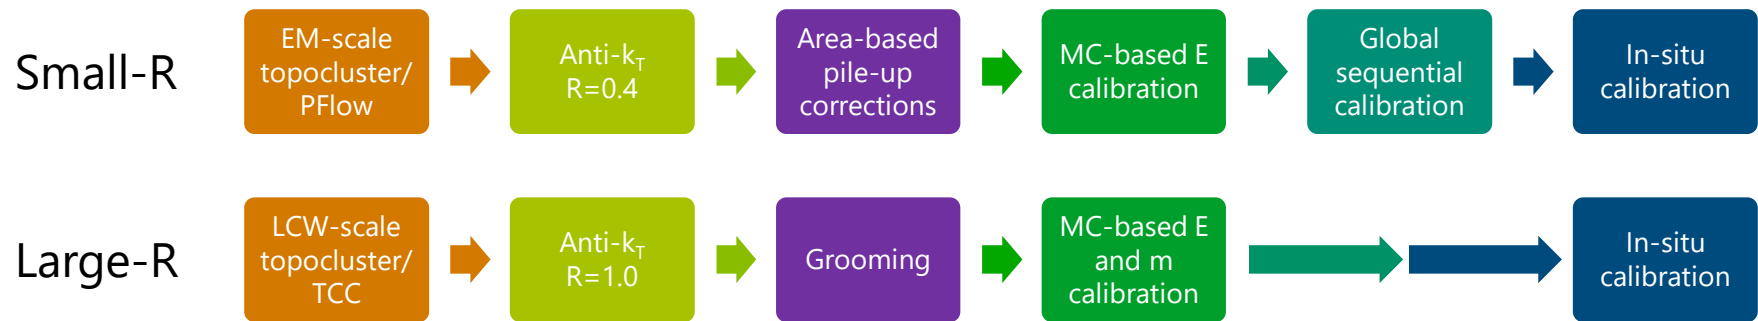 Small-R
EM-scale
topocluster/
PFlow
Anti-k_T
R=0.4
Area-based
pile-up
corrections
MC-based E
calibration
Global
sequential
calibration
In-situ
calibration
Large-R
LCW-scale
topocluster/
TCC
Anti-k_T
R=1.0
Grooming
MC-based E
and m
calibration
In-situ
calibration